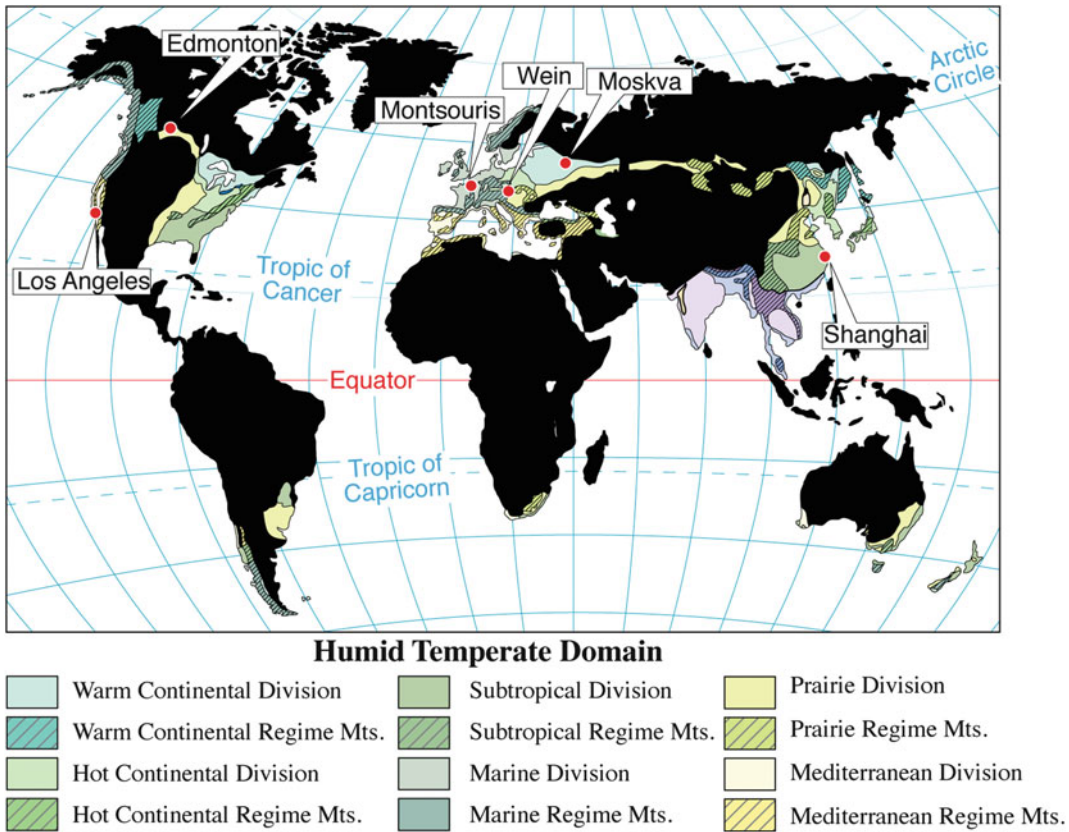 Edmonton
Wein
Moskva
Montsouris
Arctic
Circle
Los Angeles
Tropic of
Cancer
Shanghai
Equator
Tropic of
Capricorn
Humid Temperate Domain
Warm Continental Division
Subtropical Division
Prairie Division
Warm Continental Regime Mts.
Subtropical Regime Mts.
Prairie Regime Mts.
Hot Continental Division
Marine Division
Mediterranean Division
Hot Continental Regime Mts.
Marine Regime Mts.
Mediterranean Regime Mts.